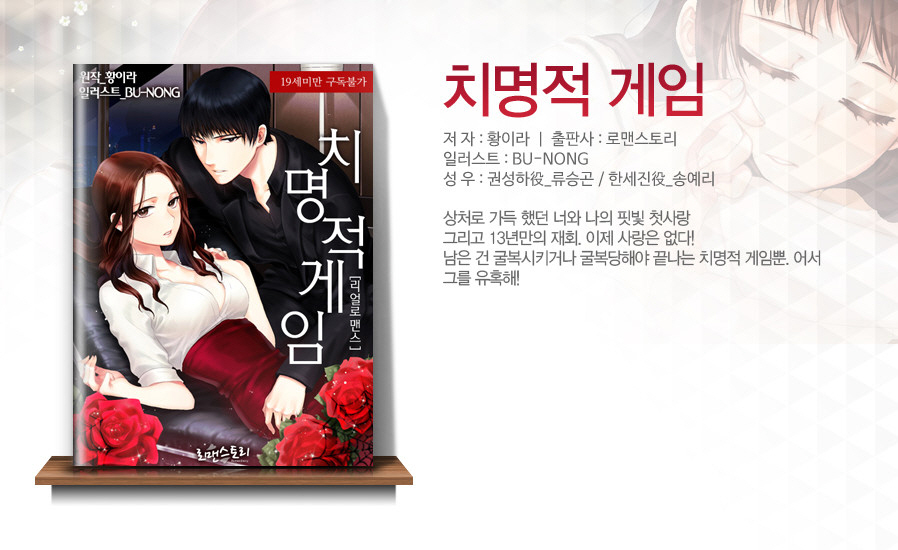 원작_황이라
일러스트_BU-NONG
19세미만 구독불가
치명적게임
[리얼로맨스]
로맨스토리
치명적 게임
저 자 : 황이라 ㅣ 출판사 : 로맨스토리
일러스트 : BU-NONG
성 우 : 권성하役_류승곤 / 한세진役_송예리
상처로 가득 했던 너와 나의 핏빛 첫사랑
그리고 13년만의 재회. 이제 사랑은 없다!
남은 건 굴복시키거나 굴복당해야 끝나는 치명적 게임뿐. 어서
그를 유혹해!